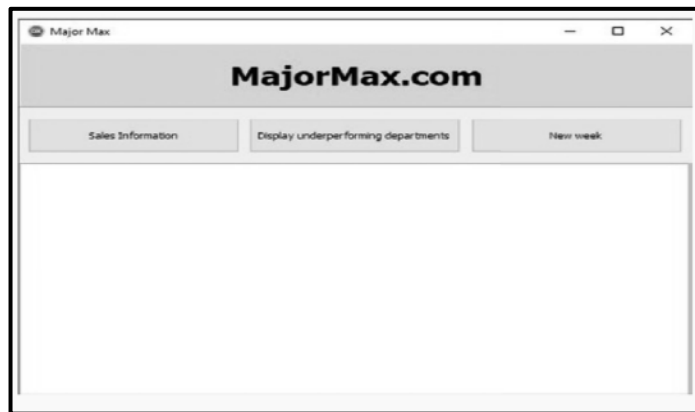 Major Max
MajorMax.com
Sales Information Display underperforming departments New week